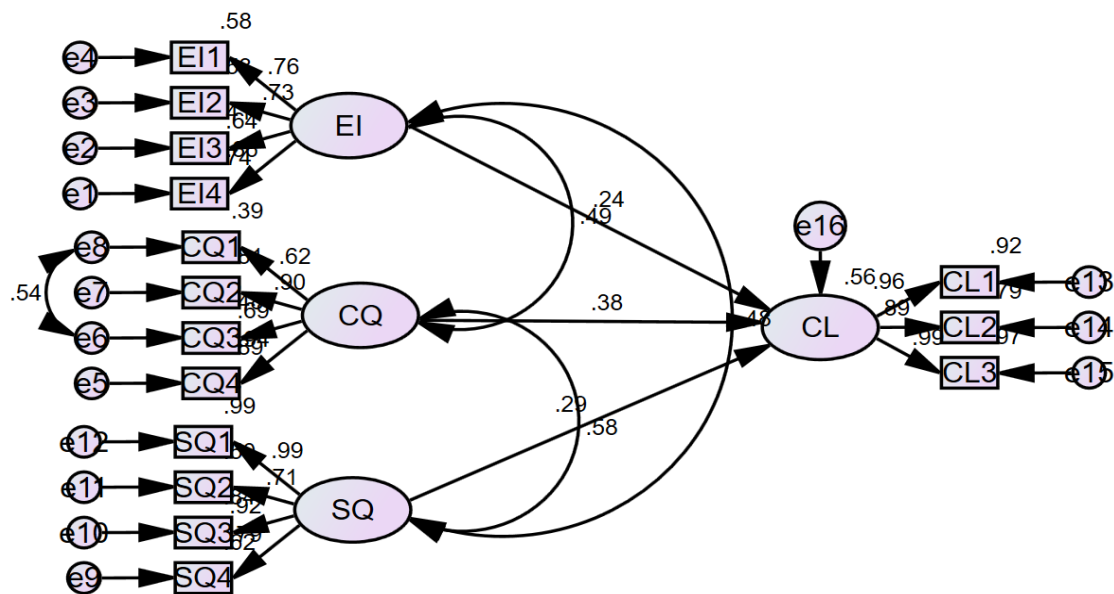 .58
e4 EI1 .76
e3 EI2 .73
e2 EI3 .64
e1 EI4 .74
EI
.39
e8 CQ1 .62
e7 CQ2 .90
.54
e6 CQ3 .69
e5 CQ4 .89
CQ
.99
e12 SQ1 .99
e11 SQ2 .71
e10 SQ3 .92
e9 SQ4 .62
SQ
.24
.49
.38
.48
.29
.58
e16
.56
CL
.92
.96 CL1 e13
.89 CL2 .79 e14
.99 CL3 .97 e15